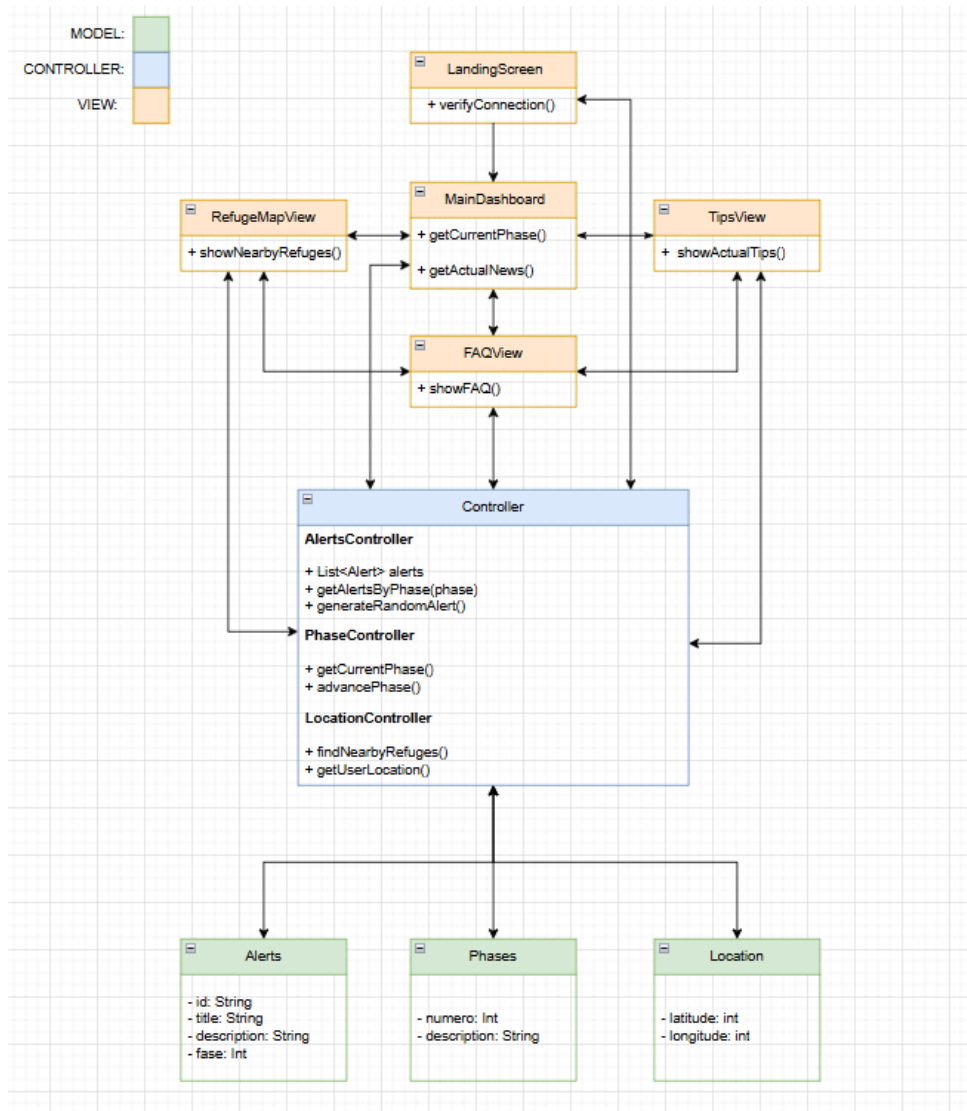 MODEL:
CONTROLLER:
VIEW:
LandingScreen
+ verifyConnection()
MainDashboard
+ getCurrentPhase()
+ getActualNews()
RefugeMapView
+ showNearbyRefuges()
TipsView
+ showActualTips()
FAQView
+ showFAQ()
Controller
AlertsController
+ List<Alert> alerts
+ getAlertsByPhase(phase)
+ generateRandomAlert()
PhaseController
+ getCurrentPhase()
+ advancePhase()
LocationController
+ findNearbyRefuges()
+ getUserLocation()
Alerts
- id: String
- title: String
- description: String
- fase: Int
Phases
- numero: Int
- description: String
Location
- latitude: int
- longitude: int